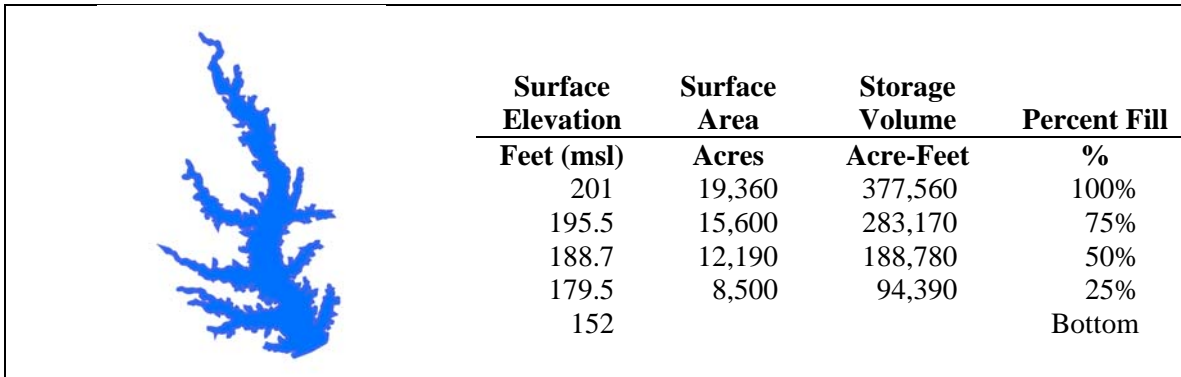 Surface Surface Storage
Elevation Area Volume Percent Fill
Feet (msl) Acres Acre-Feet %
201 19,360 377,560 100%
195.5 15,600 283,170 75%
188.7 12,190 188,780 50%
179.5 8,500 94,390 25%
152 Bottom